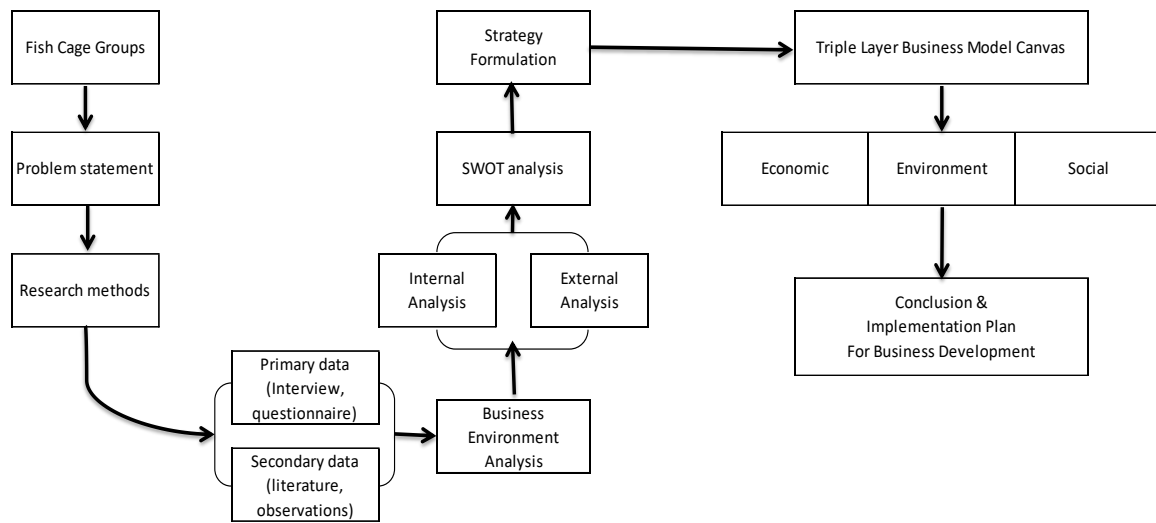 Fish Cage Groups
Problem statement
Research methods
Primary data
(Interview,
questionnaire)
Secondary data
(literature,
observations)
Business
Environment
Analysis
Internal
Analysis
External
Analysis
SWOT analysis
Strategy
Formulation
Triple Layer Business Model Canvas
Economic
Environment
Social
Conclusion &
Implementation Plan
For Business Development